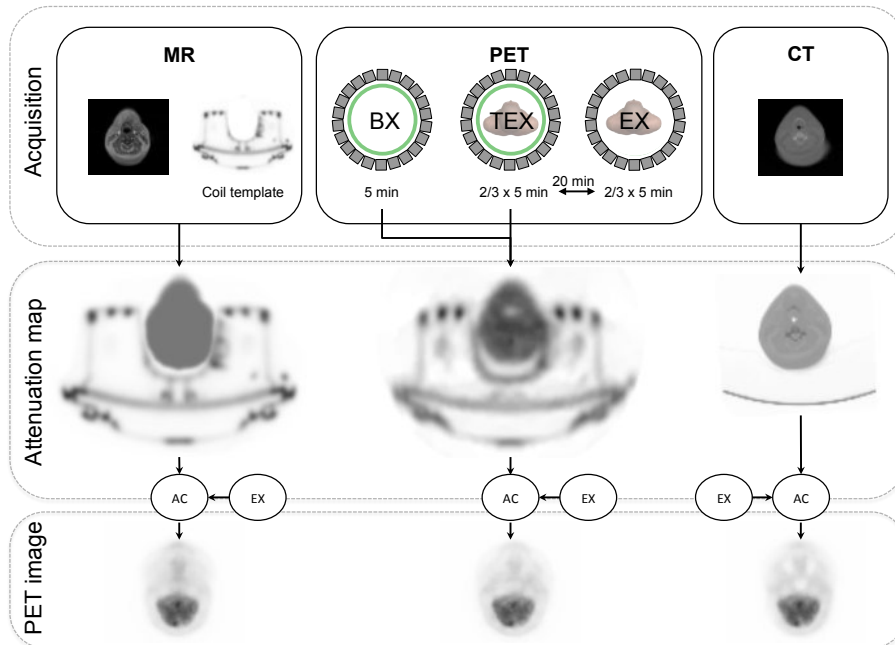 Acquisition
MR
PET
CT
BX
TEX
EX
Coil template
5 min
2/3 x 5 min
20 min
2/3 x 5 min
Attenuation map
AC
EX
AC
EX
EX
AC
PET image